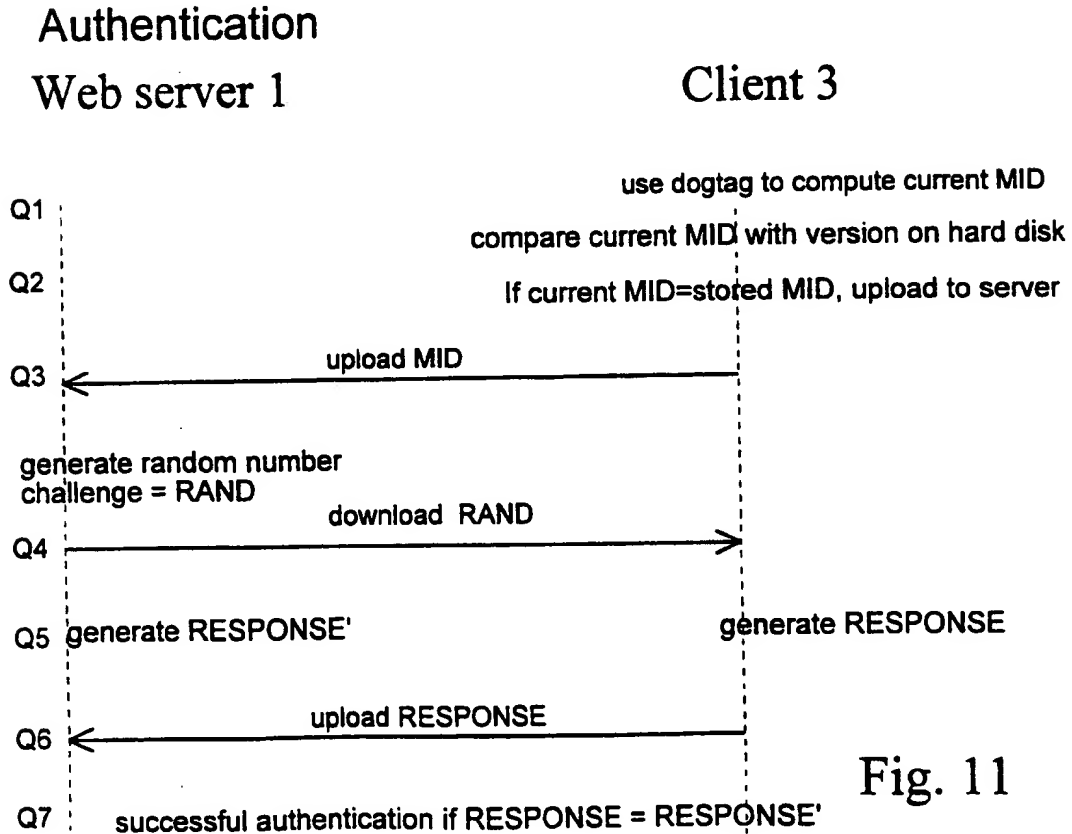 Authentication
Web server 1
Client 3
use dogtag to compute current MID
Q1
compare current MID with version on hard disk
Q2
If current MID=stored MID, upload to server
upload MID
Q3
generate random number
challenge = RAND
download RAND
Q4
Q5 generate RESPONSE'
generate RESPONSE
upload RESPONSE
Q6
Fig. 11
Q7 successful authentication if RESPONSE = RESPONSE'